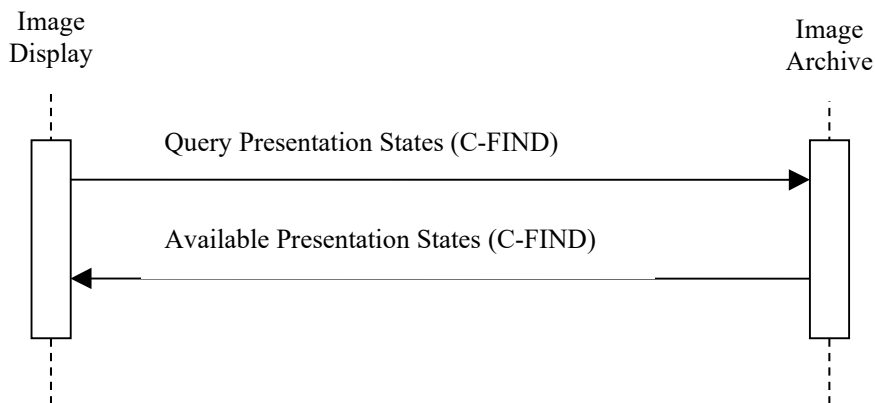 Image
Display
Image
Archive
Query Presentation States (C-FIND)
Available Presentation States (C-FIND)